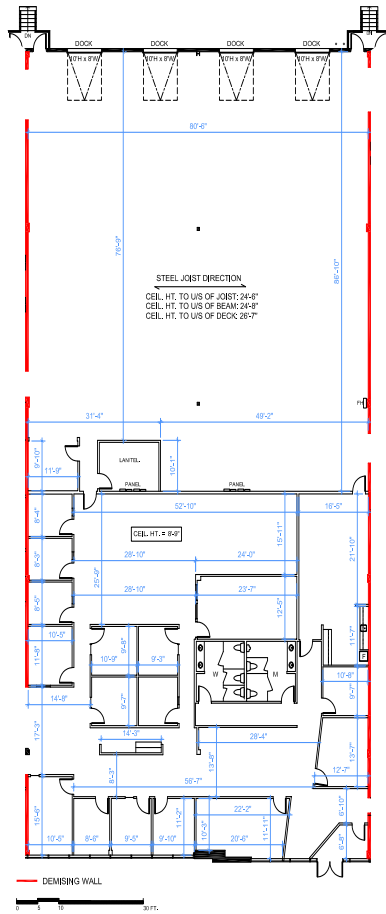 DN
DOCK
DOCK
DOCK
DOCK
DN
10'H x 8'W
10'H x 8'W
10'H x 8'W
10'H x 8'W
80'-6"
76'-9"
86'-10"
STEEL JOIST DIRECTION
CEIL. HT. TO U/S OF JOIST: 24'-6"
CEIL. HT. TO U/S OF BEAM: 24'-8"
CEIL. HT. TO U/S OF DECK: 26'-7"
FH
31'-4"
49'-2"
9'-10"
11'-9"
LAN/TEL.
10'-1"
PANEL
PANEL
52'-10"
16'-5"
8'-4"
CEIL. HT. = 8'-9"
15'-11"
21'-10"
8'-3"
28'-10"
24'-0"
25'-9"
8'-5"
28'-10"
23'-7"
12'-6"
10'-5"
11'-6"
9'-8"
10'-9"
9'-3"
11'-7"
W
M
10'-8"
9'-7"
14'-9"
9'-7"
17'-3"
14'-3"
13'-8"
28'-4"
13'-7"
8'-3"
12'-7"
56'-7"
15'-6"
11'-2"
22'-2"
6'-10"
10'-3"
11'-11"
10'-5"
8'-6"
9'-5"
9'-10"
20'-6"
6'-8"
DEMISING WALL
0 5 10 30 FT.